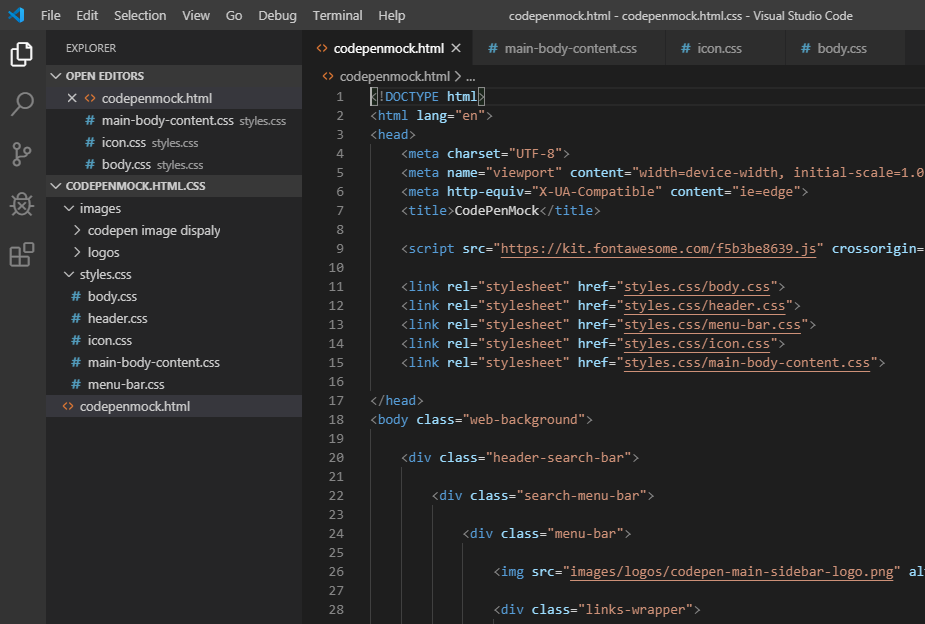 File Edit Selection View Go Debug Terminal Help codepenmock.html - codepenmock.html.css - Visual Studio Code
EXPLORER
OPEN EDITORS
codepenmock.html
main-body-content.css styles.css
icon.css styles.css
body.css styles.css
CODEPENMOCK.HTML.CSS
images
codepen image dispaly
logos
styles.css
# body.css
# header.css
# icon.css
# main-body-content.css
# menu-bar.css
<> codepenmock.html
<> codepenmock.html × # main-body-content.css # icon.css # body.css
<> codepenmock.html > ...
1 <!DOCTYPE html>
2 <html lang="en">
3 <head>
4 <meta charset="UTF-8">
5 <meta name="viewport" content="width=device-width, initial-scale=1.0
6 <meta http-equiv="X-UA-Compatible" content="ie=edge">
7 <title>CodePenMock</title>
8
9 <script src="https://kit.fontawesome.com/f5b3be8639.js" crossorigin=
10
11 <link rel="stylesheet" href="styles.css/body.css">
12 <link rel="stylesheet" href="styles.css/header.css">
13 <link rel="stylesheet" href="styles.css/menu-bar.css">
14 <link rel="stylesheet" href="styles.css/icon.css">
15 <link rel="stylesheet" href="styles.css/main-body-content.css">
16
17 </head>
18 <body class="web-background">
19
20 <div class="header-search-bar">
21
22 <div class="search-menu-bar">
23
24 <div class="menu-bar">
25
26 <img src="images/logos/codepen-main-sidebar-logo.png" al
27
28 <div class="links-wrapper">